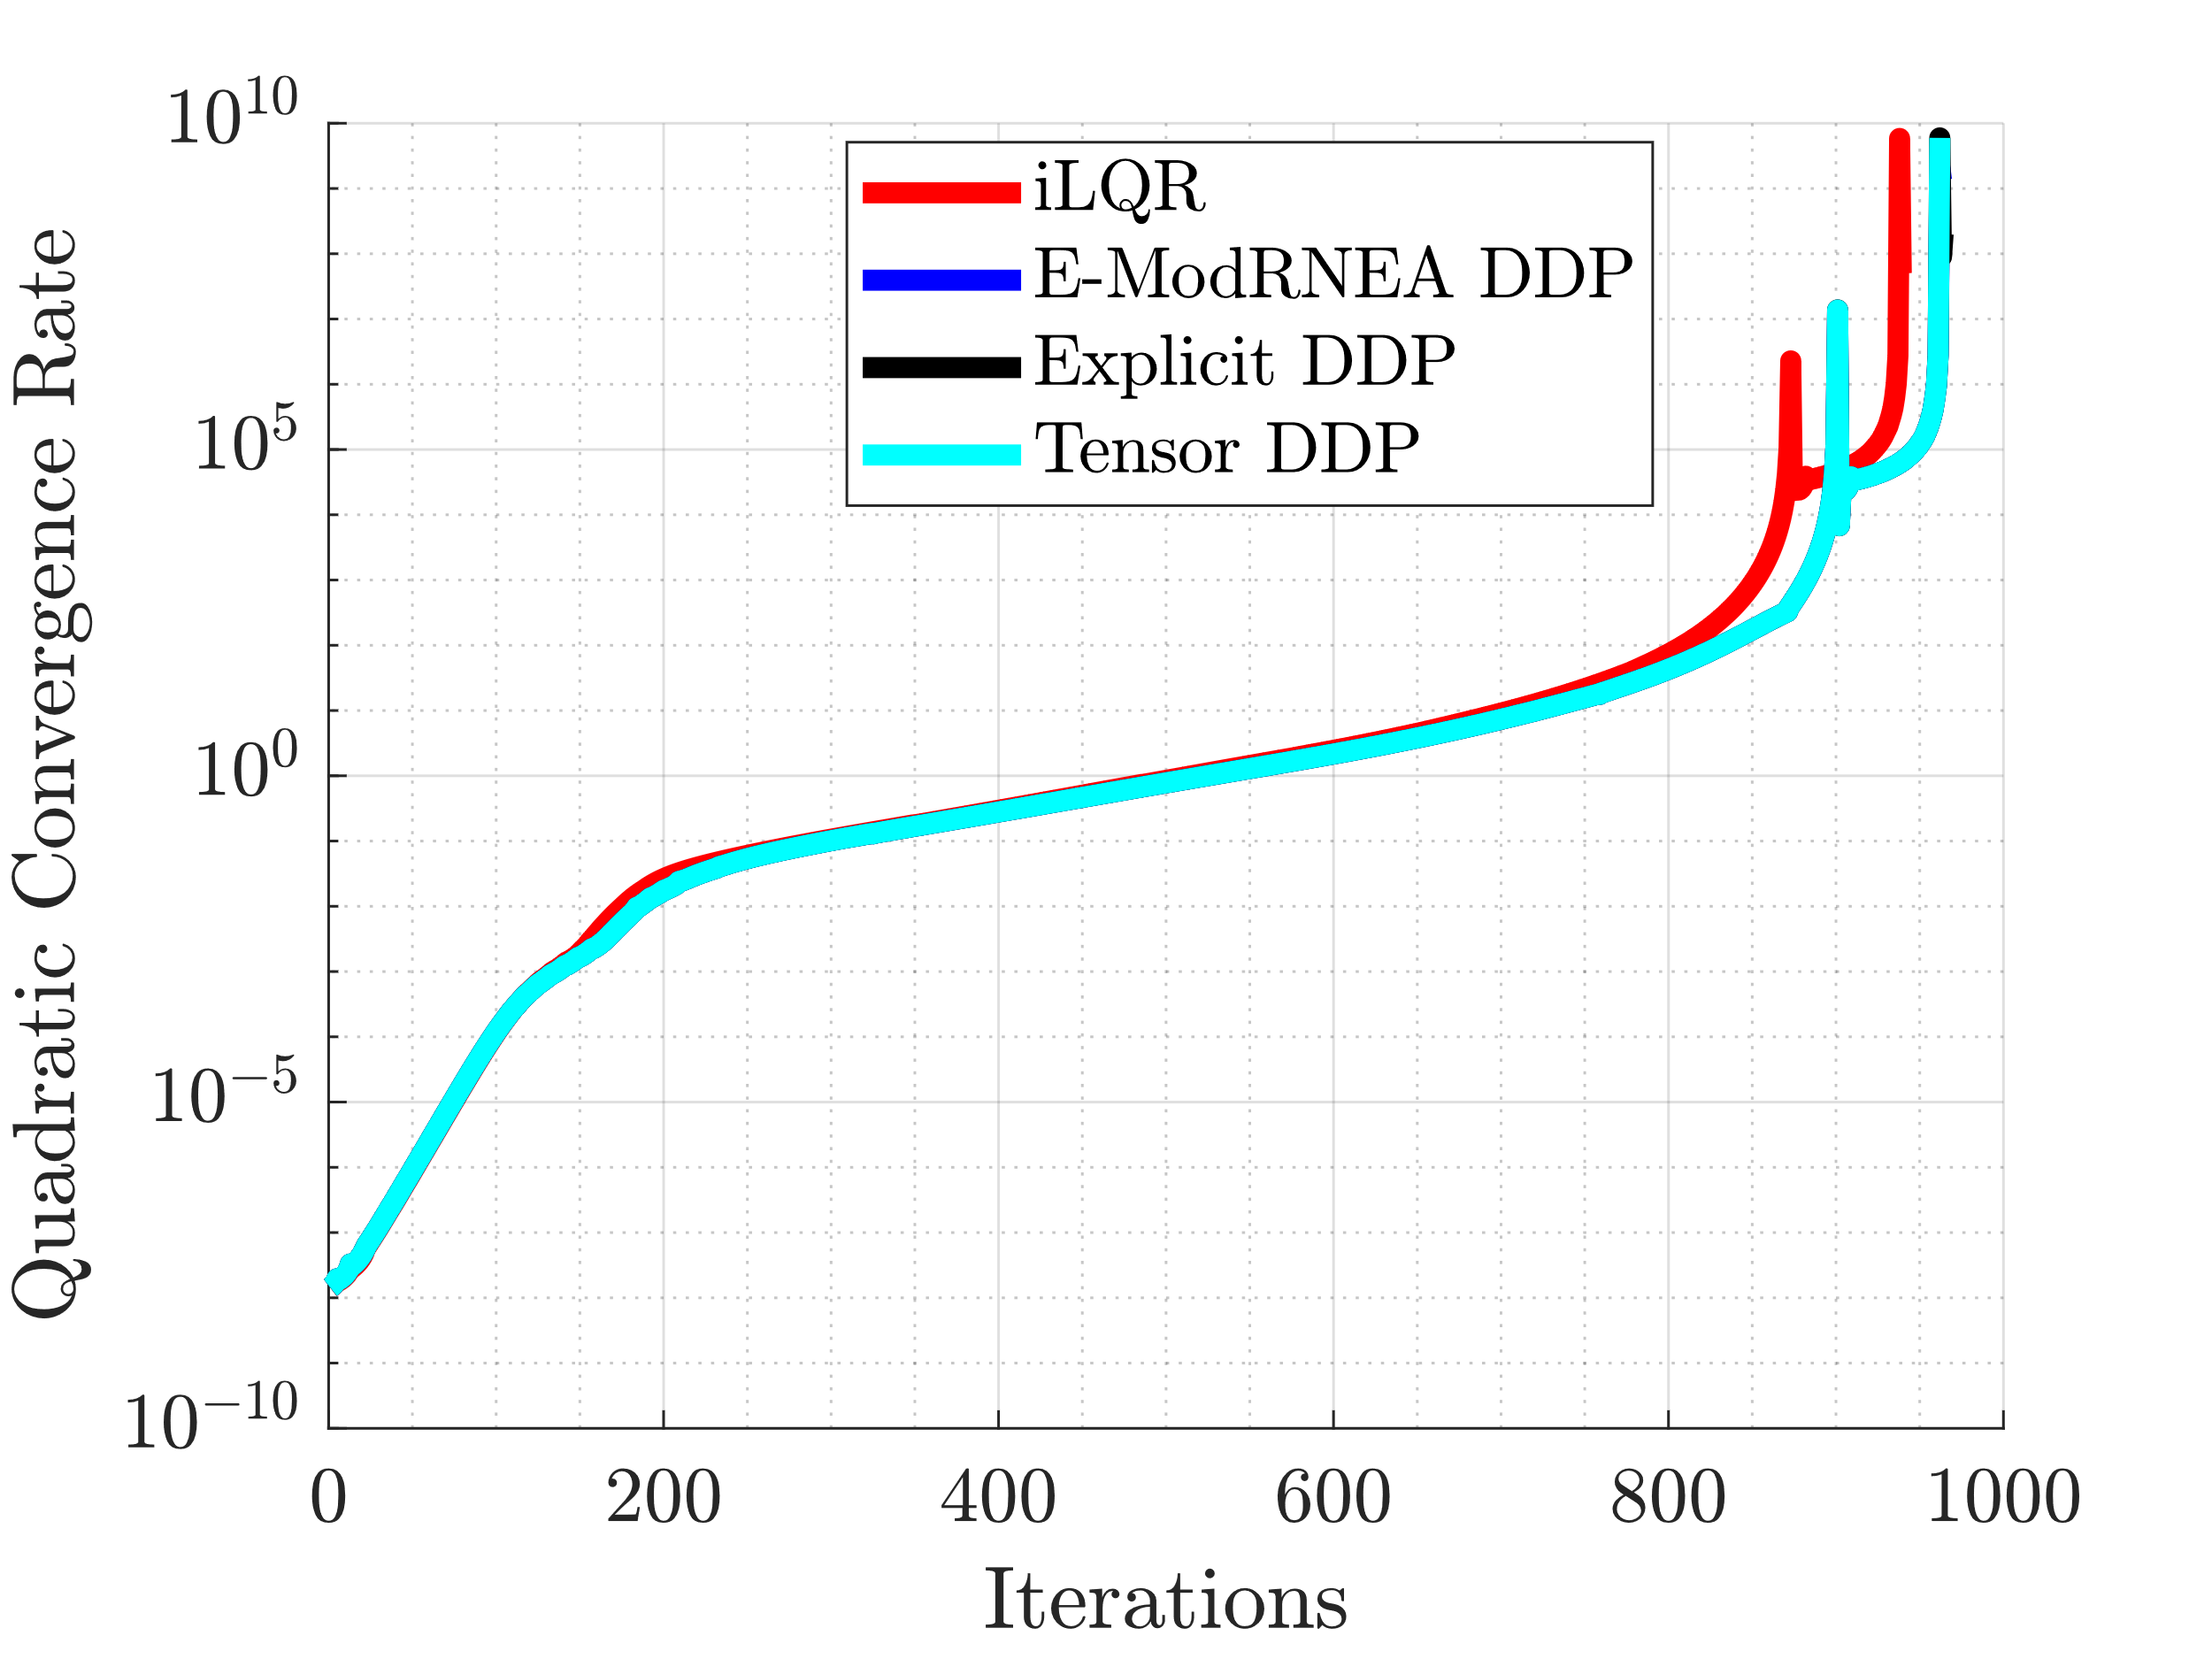 Quadratic Convergence Rate
10^10
10^5
10^0
10^−5
10^−10
iLQR
E-ModRNEA DDP
Explicit DDP
Tensor DDP
0 200 400 600 800 1000
Iterations